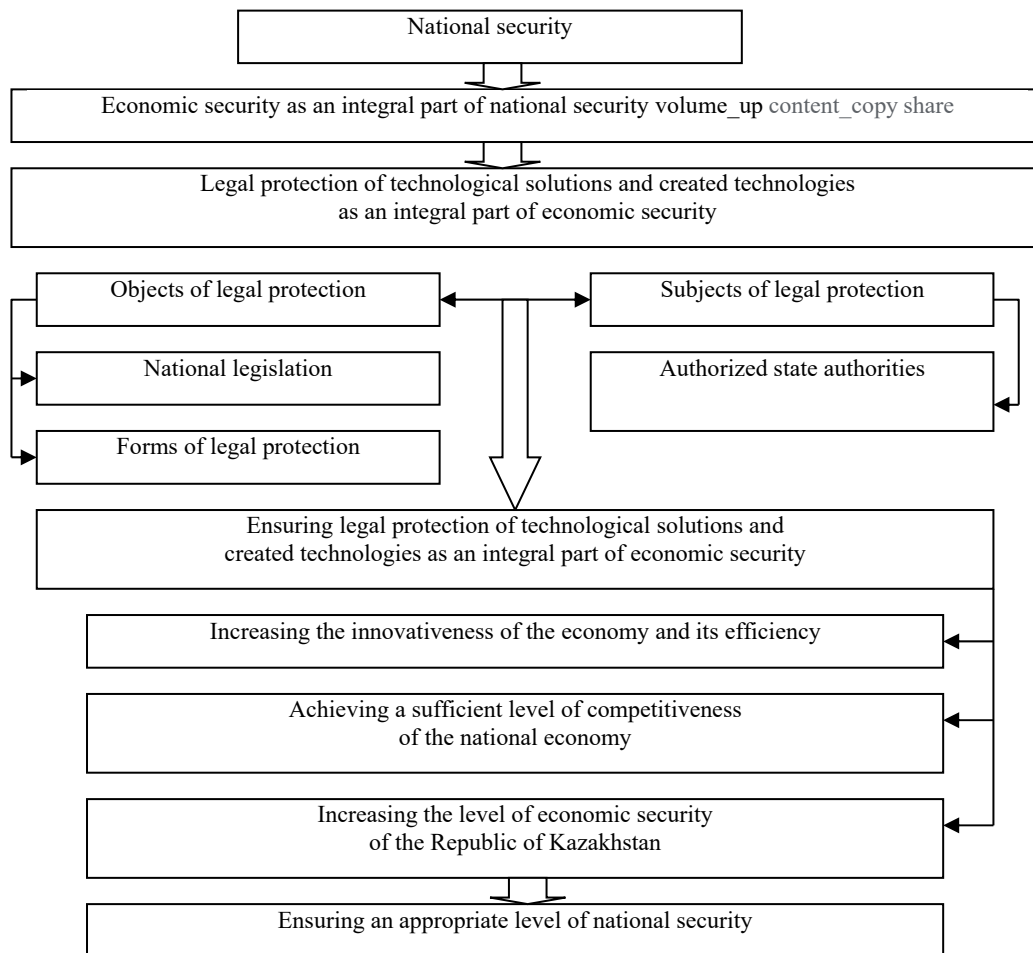 National security
Economic security as an integral part of national security volume_up content_copy share
Legal protection of technological solutions and created technologies
as an integral part of economic security
Objects of legal protection
Subjects of legal protection
National legislation
Authorized state authorities
Forms of legal protection
Ensuring legal protection of technological solutions and
created technologies as an integral part of economic security
Increasing the innovativeness of the economy and its efficiency
Achieving a sufficient level of competitiveness
of the national economy
Increasing the level of economic security
of the Republic of Kazakhstan
Ensuring an appropriate level of national security